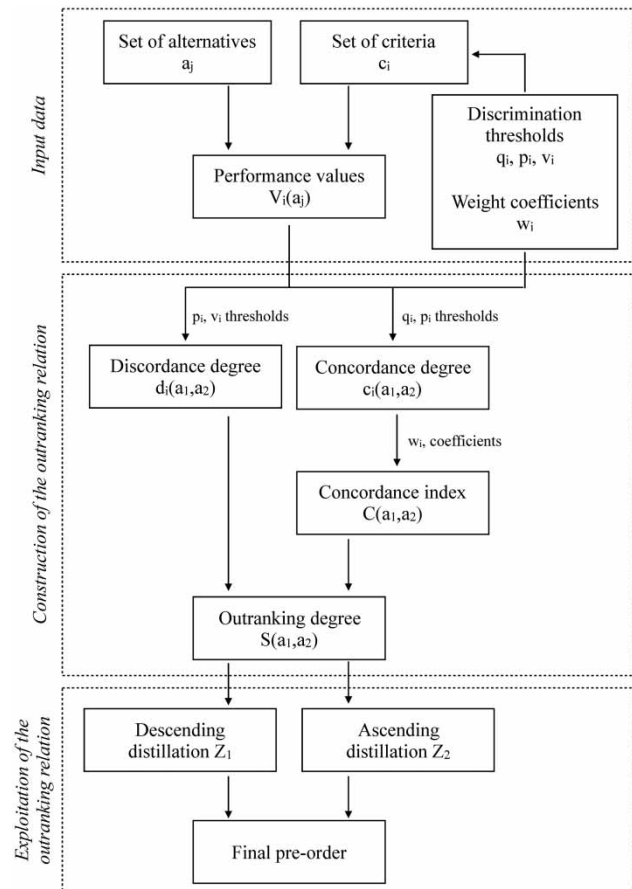 Input data
Set of alternatives
aj
Set of criteria
ci
Discrimination
thresholds
qi, pi, vi
Weight coefficients
wi
Performance values
Vi(aj)
Construction of the outranking relation
pi, vi thresholds
qi, pi thresholds
Discordance degree
di(a1,a2)
Concordance degree
ci(a1,a2)
wi, coefficients
Concordance index
C(a1,a2)
Outranking degree
S(a1,a2)
Exploitation of the
outranking relation
Descending
distillation Z1
Ascending
distillation Z2
Final pre-order